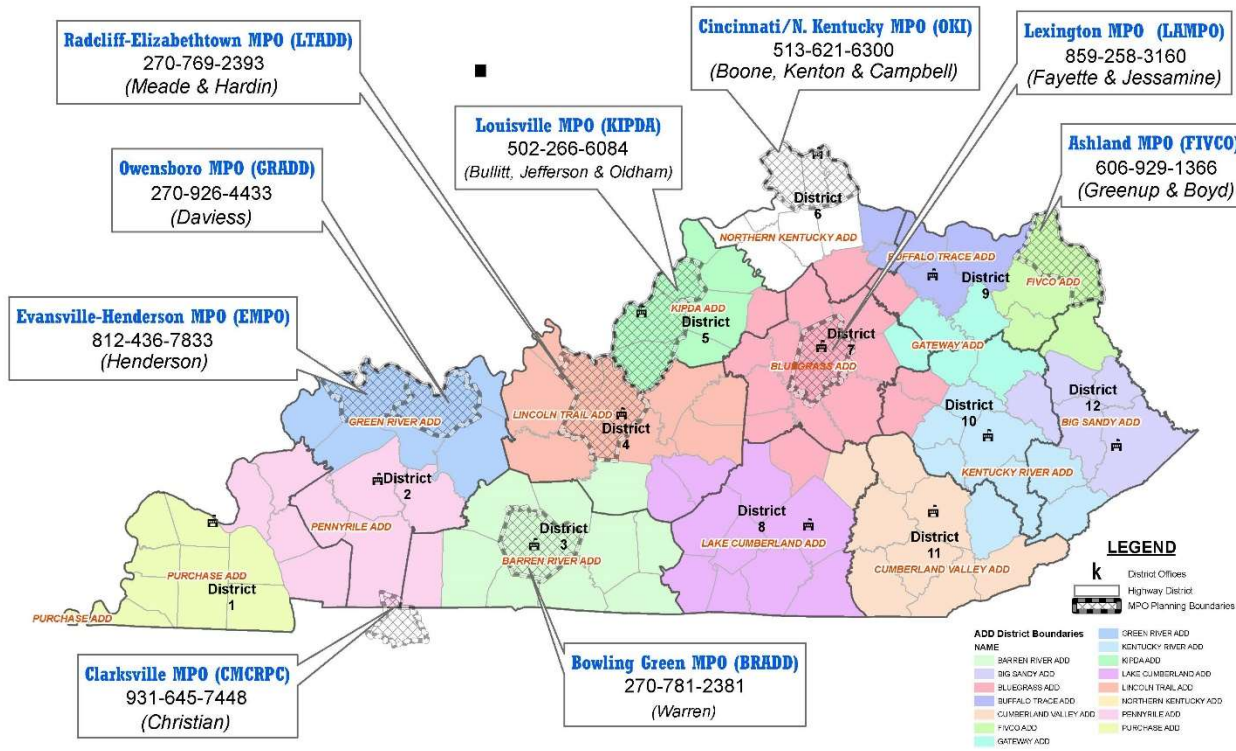 Radcliff-Elizabethtown MPO (LTADD)
270-769-2393
(Meade & Hardin)
Cincinnati/N. Kentucky MPO (OKI)
513-621-6300
(Boone, Kenton & Campbell)
Lexington MPO (LAMPO)
859-258-3160
(Fayette & Jessamine)
Louisville MPO (KIPDA)
502-266-6084
(Bullitt, Jefferson & Oldham)
Ashland MPO (FIVCO)
606-929-1366
(Greenup & Boyd)
Owensboro MPO (GRADD)
270-926-4433
(Daviess)
Evansville-Henderson MPO (EMPO)
812-436-7833
(Henderson)
District
6
NORTHERN KENTUCKY ADD
BUFFALO TRACE ADD
District
9
FIVCO ADD
KIPDA ADD
District
5
District
7
BLUEGRASS ADD
GATEWAY ADD
District
12
BIG SANDY ADD
District
10
KENTUCKY RIVER ADD
GREEN RIVER ADD
LINCOLN TRAIL ADD
District
4
District
2
PENNYRILE ADD
District
3
BARREN RIVER ADD
District
8
LAKE CUMBERLAND ADD
District
11
CUMBERLAND VALLEY ADD
PURCHASE ADD
District
1
PURCHASE ADD
Clarksville MPO (CMCRPC)
931-645-7448
(Christian)
Bowling Green MPO (BRADD)
270-781-2381
(Warren)
LEGEND
k District Offices
Highway District
MPO Planning Boundaries
ADD District Boundaries
NAME
BARREN RIVER ADD
BIG SANDY ADD
BLUEGRASS ADD
BUFFALO TRACE ADD
CUMBERLAND VALLEY ADD
FIVCO ADD
GATEWAY ADD
GREEN RIVER ADD
KENTUCKY RIVER ADD
KIPDA ADD
LAKE CUMBERLAND ADD
LINCOLN TRAIL ADD
NORTHERN KENTUCKY ADD
PENNYRILE ADD
PURCHASE ADD